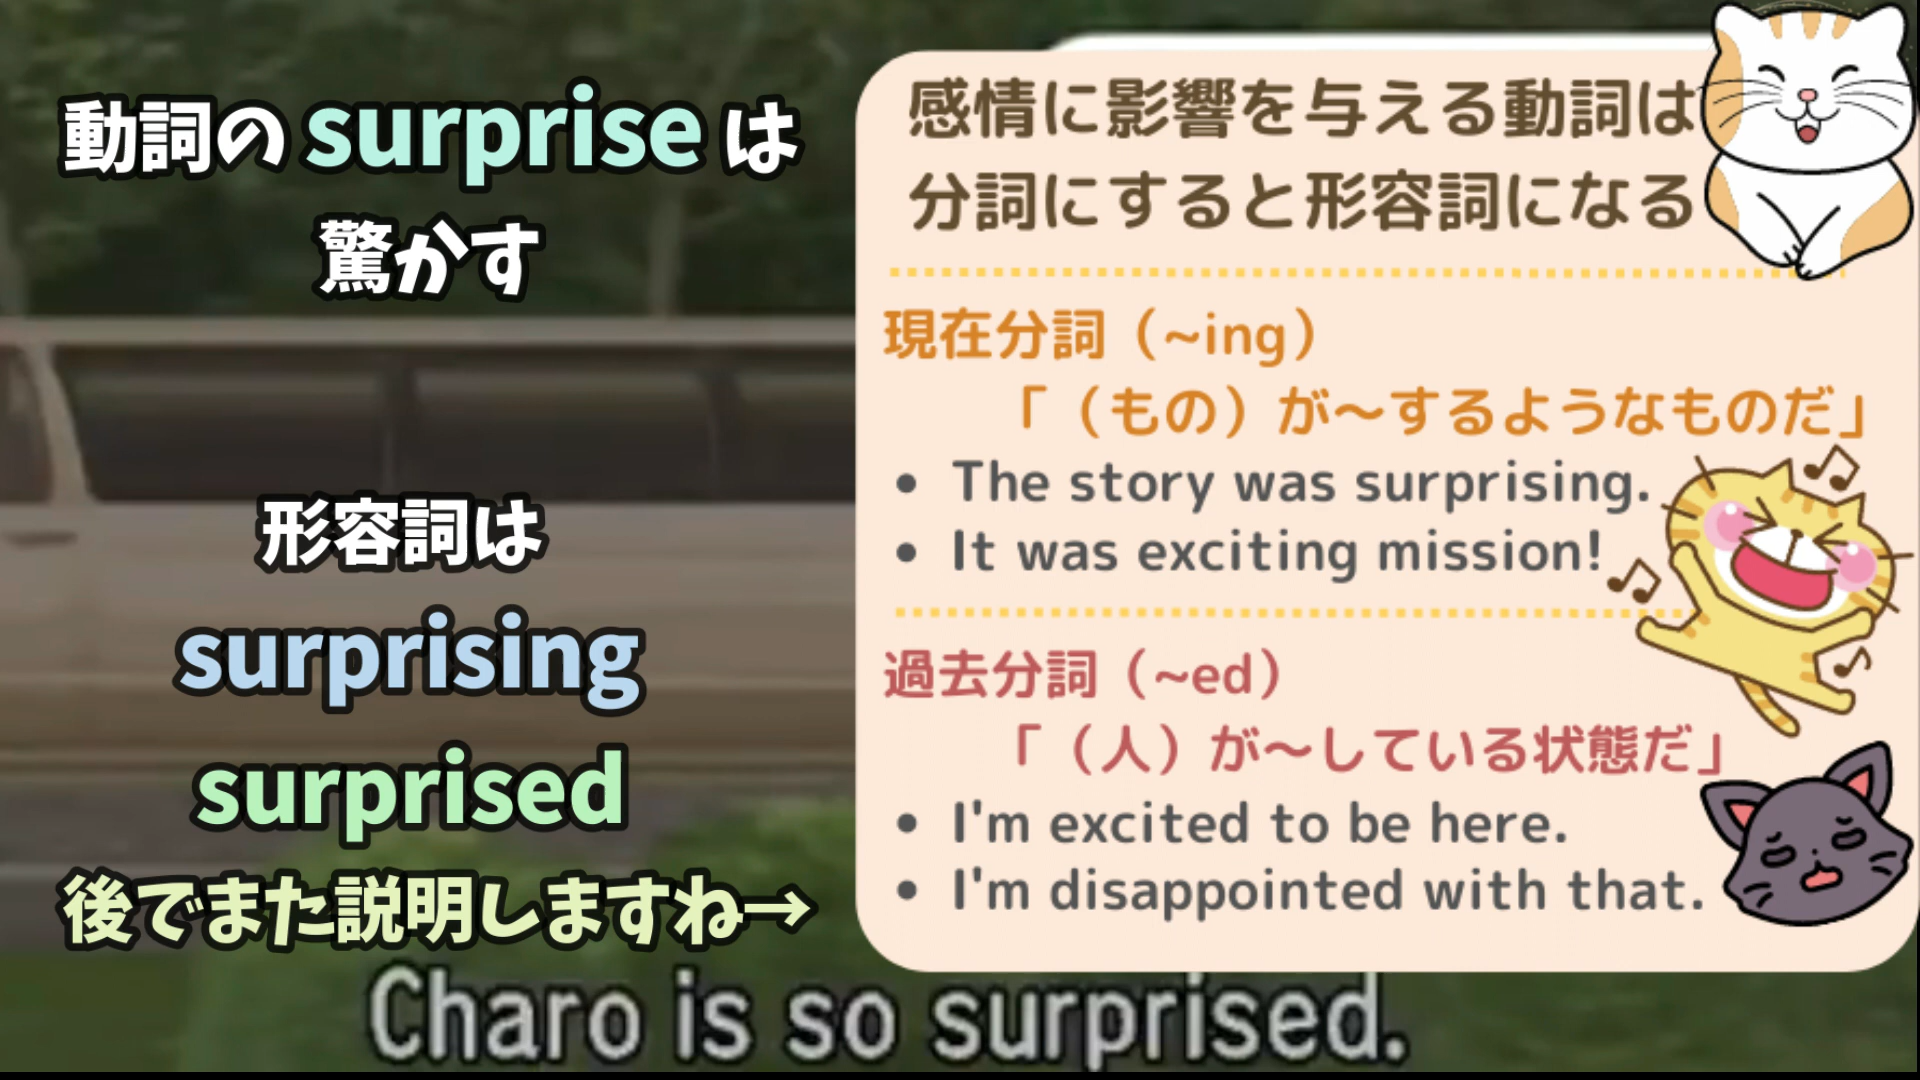 動詞の surprise は
驚かす
形容詞は
surprising
surprised
後でまた説明しますね→
感情に影響を与える動詞は
分詞にすると形容詞になる
現在分詞（~ing）
「（もの）が～するようなものだ」
• The story was surprising.
• It was exciting mission!
過去分詞（~ed）
「（人）が～している状態だ」
• I'm excited to be here.
• I'm disappointed with that.
Charo is so surprised.